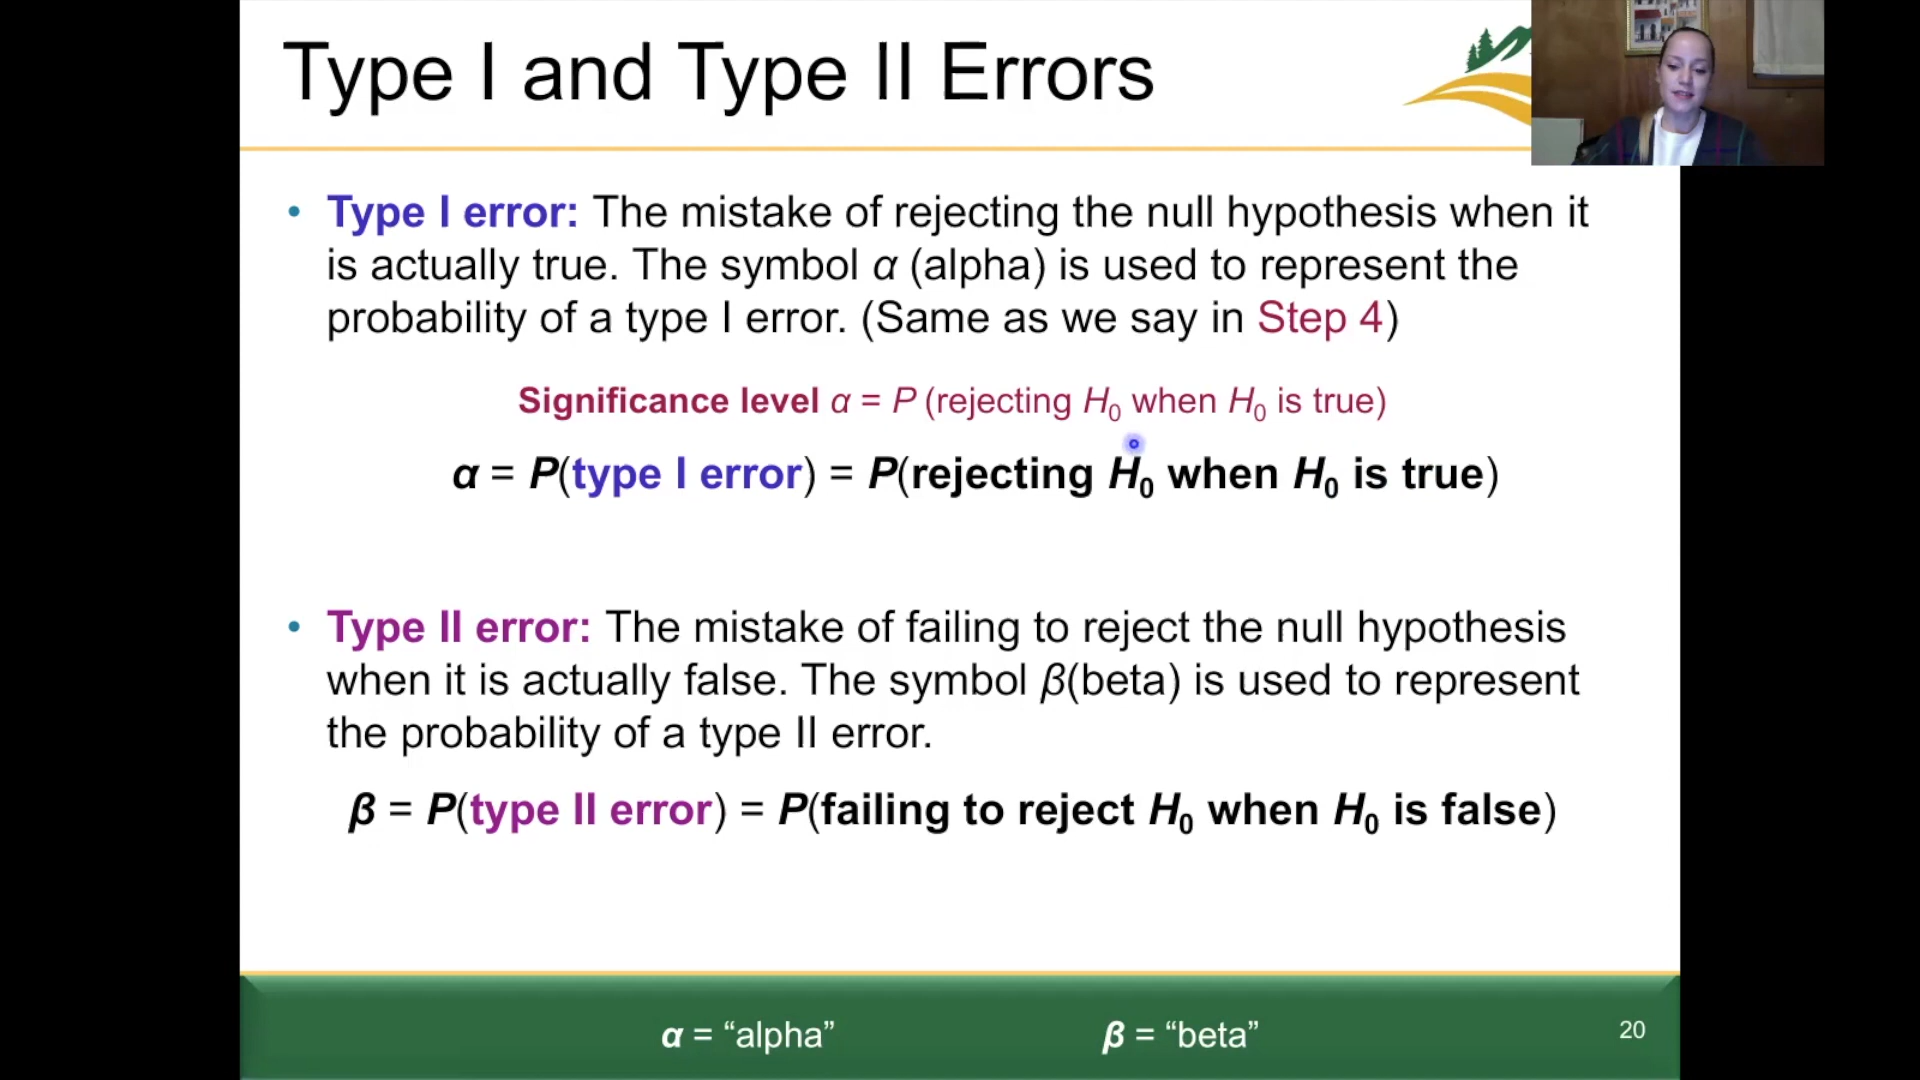 Type I and Type II Errors
• Type I error: The mistake of rejecting the null hypothesis when it
is actually true. The symbol α (alpha) is used to represent the
probability of a type I error. (Same as we say in Step 4)
Significance level α = P (rejecting H₀ when H₀ is true)
α = P(type I error) = P(rejecting H₀ when H₀ is true)
• Type II error: The mistake of failing to reject the null hypothesis
when it is actually false. The symbol β(beta) is used to represent
the probability of a type II error.
β = P(type II error) = P(failing to reject H₀ when H₀ is false)
α = “alpha” β = “beta” 20